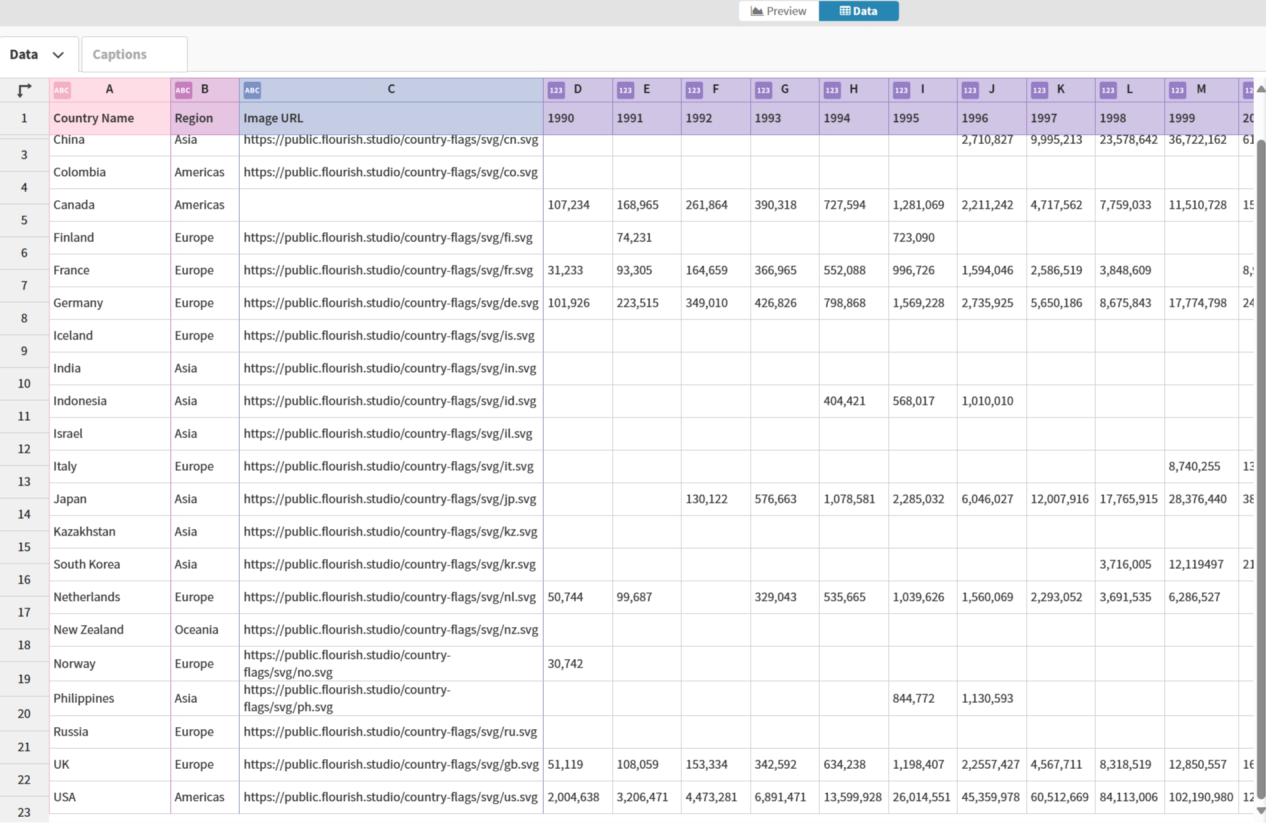 Preview Data
Data Captions
ABC A ABC B ABC C 123 D 123 E 123 F 123 G 123 H 123 I 123 J 123 K 123 L 123 M 12
1 Country Name Region Image URL 1990 1991 1992 1993 1994 1995 1996 1997 1998 1999 20
3 China Asia https://public.flourish.studio/country-flags/svg/cn.svg 2,710,827 9,995,213 23,578,642 36,722,162 61
4 Colombia Americas https://public.flourish.studio/country-flags/svg/co.svg
5 Canada Americas 107,234 168,965 261,864 390,318 727,594 1,281,069 2,211,242 4,717,562 7,759,033 11,510,728 15
6 Finland Europe https://public.flourish.studio/country-flags/svg/fi.svg 74,231 723,090
7 France Europe https://public.flourish.studio/country-flags/svg/fr.svg 31,233 93,305 164,659 366,965 552,088 996,726 1,594,046 2,586,519 3,848,609 8,
8 Germany Europe https://public.flourish.studio/country-flags/svg/de.svg 101,926 223,515 349,010 426,826 798,868 1,569,228 2,735,925 5,650,186 8,675,843 17,774,798 24
9 Iceland Europe https://public.flourish.studio/country-flags/svg/is.svg
10 India Asia https://public.flourish.studio/country-flags/svg/in.svg
11 Indonesia Asia https://public.flourish.studio/country-flags/svg/id.svg 404,421 568,017 1,010,010
12 Israel Asia https://public.flourish.studio/country-flags/svg/il.svg
13 Italy Europe https://public.flourish.studio/country-flags/svg/it.svg 8,740,255 13
14 Japan Asia https://public.flourish.studio/country-flags/svg/jp.svg 130,122 576,663 1,078,581 2,285,032 6,046,027 12,007,916 17,765,915 28,376,440 38
15 Kazakhstan Asia https://public.flourish.studio/country-flags/svg/kz.svg
16 South Korea Asia https://public.flourish.studio/country-flags/svg/kr.svg 3,716,005 12,119497 21
17 Netherlands Europe https://public.flourish.studio/country-flags/svg/nl.svg 50,744 99,687 329,043 535,665 1,039,626 1,560,069 2,293,052 3,691,535 6,286,527
18 New Zealand Oceania https://public.flourish.studio/country-flags/svg/nz.svg
19 Norway Europe https://public.flourish.studio/country-
flags/svg/no.svg 30,742
20 Philippines Asia https://public.flourish.studio/country-
flags/svg/ph.svg 844,772 1,130,593
21 Russia Europe https://public.flourish.studio/country-flags/svg/ru.svg
22 UK Europe https://public.flourish.studio/country-flags/svg/gb.svg 51,119 108,059 153,334 342,592 634,238 1,198,407 2,2557,427 4,567,711 8,318,519 12,850,557 16
23 USA Americas https://public.flourish.studio/country-flags/svg/us.svg 2,004,638 3,206,471 4,473,281 6,891,471 13,599,928 26,014,551 45,359,978 60,512,669 84,113,006 102,190,980 12